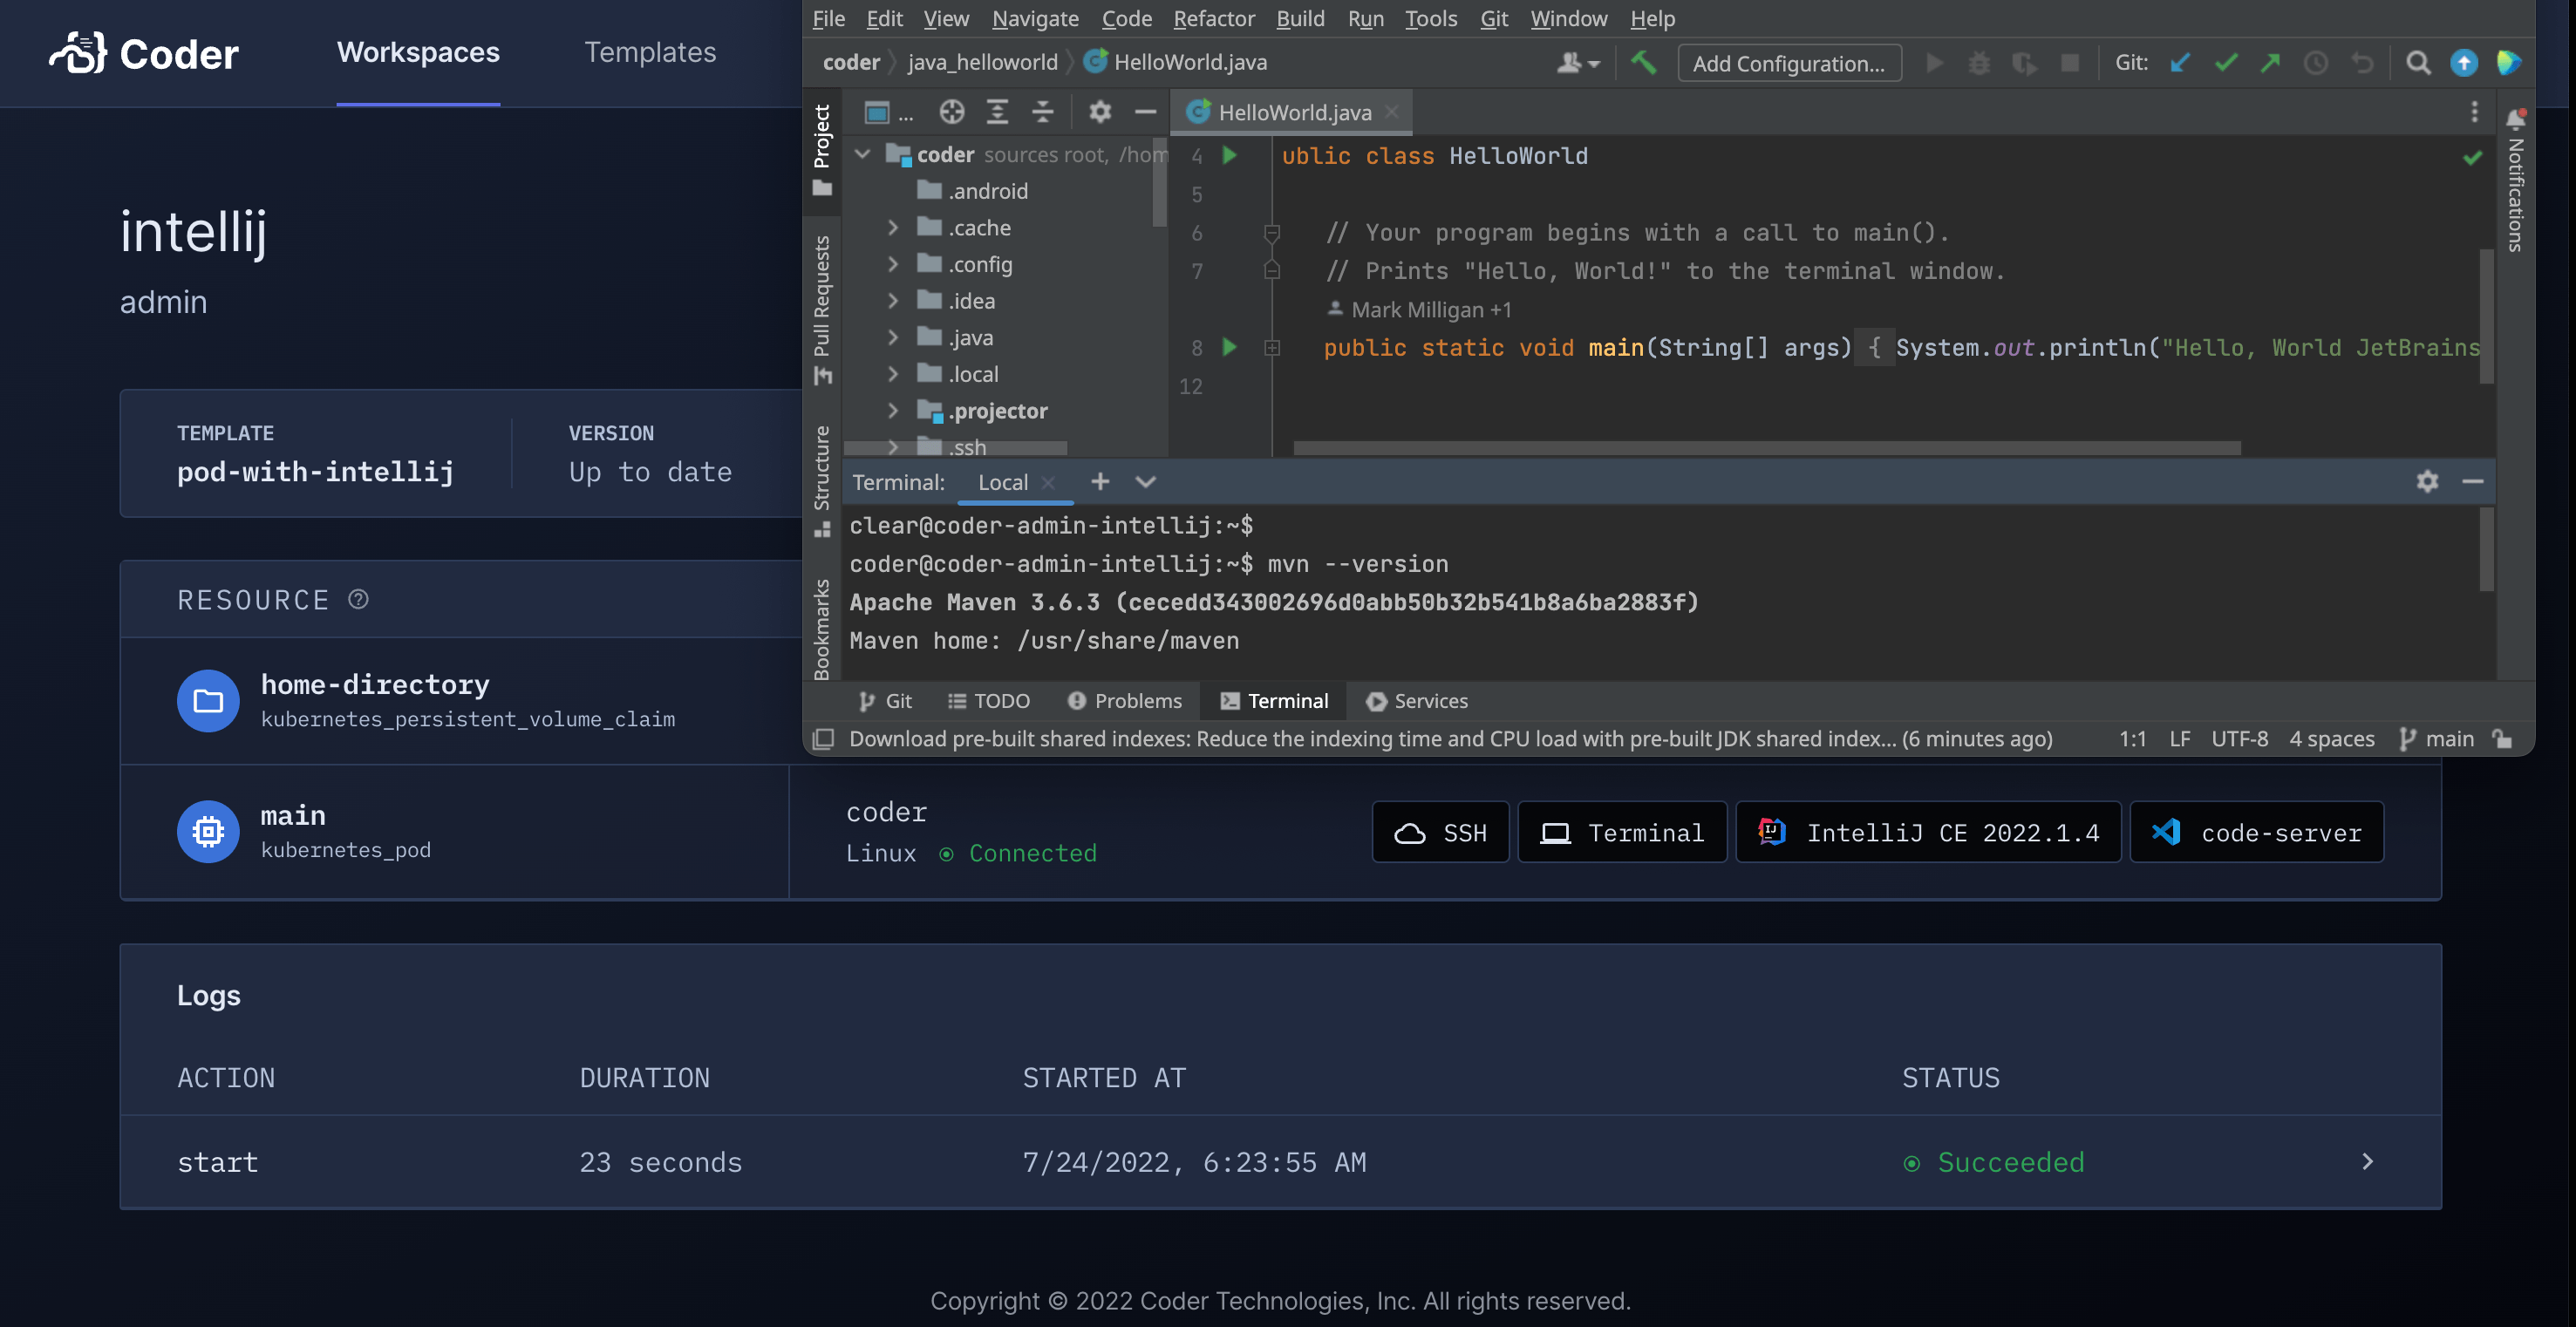 Coder
Workspaces
Templates
intellij
admin
TEMPLATE
pod-with-intellij
VERSION
Up to date
RESOURCE
home-directory
kubernetes_persistent_volume_claim
main
kubernetes_pod
coder
Linux Connected
SSH
Terminal
IntelliJ CE 2022.1.4
code-server
Logs
ACTION DURATION STARTED AT STATUS
start 23 seconds 7/24/2022, 6:23:55 AM Succeeded
Copyright © 2022 Coder Technologies, Inc. All rights reserved.
File Edit View Navigate Code Refactor Build Run Tools Git Window Help
coder java_helloworld HelloWorld.java
Add Configuration...
Git:
Project
Pull Requests
Structure
Bookmarks
Notifications
...
HelloWorld.java
coder sources root, /hom
.android
.cache
.config
.idea
.java
.local
.projector
.ssh
4 ublic class HelloWorld
5
6 // Your program begins with a call to main().
7 // Prints "Hello, World!" to the terminal window.
Mark Milligan +1
8 public static void main(String[] args) { System.out.println("Hello, World JetBrains
12
Terminal: Local
clear@coder-admin-intellij:~$
coder@coder-admin-intellij:~$ mvn --version
Apache Maven 3.6.3 (cecedd343002696d0abb50b32b541b8a6ba2883f)
Maven home: /usr/share/maven
Git TODO Problems Terminal Services
Download pre-built shared indexes: Reduce the indexing time and CPU load with pre-built JDK shared index... (6 minutes ago) 1:1 LF UTF-8 4 spaces main